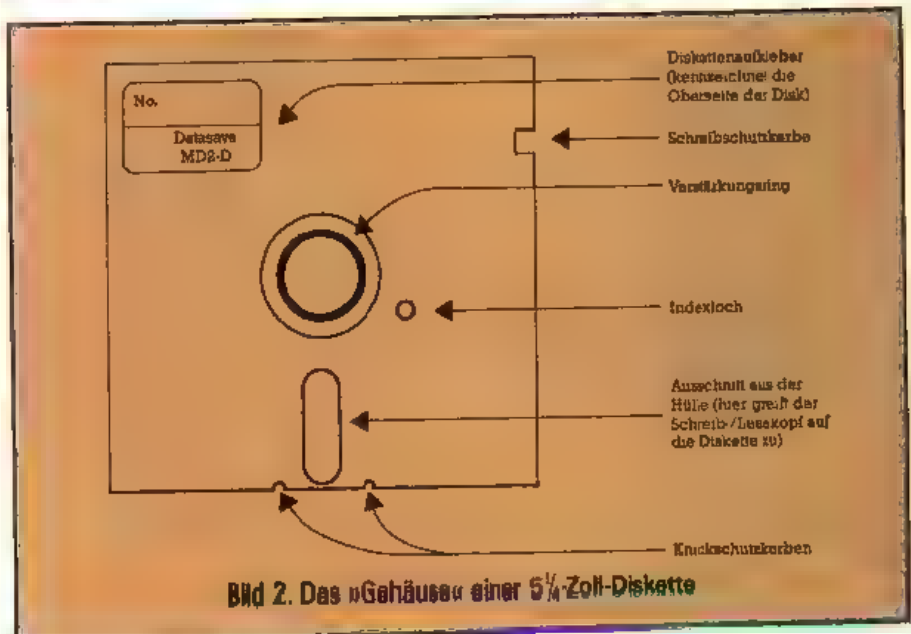 No.
Datasave
MD2-D
Diskettenaufkleber
(kennzeichnet die
Oberseite der Disk)
Schreibschutzkerbe
Verstärkungsring
Indexloch
Ausschnitt aus der
Hülle (hier greift der
Schreib-/Lesekopf auf
die Diskette zu)
Knickschutzkerben
Bild 2. Das »Gehäuse« einer 5¼-Zoll-Diskette